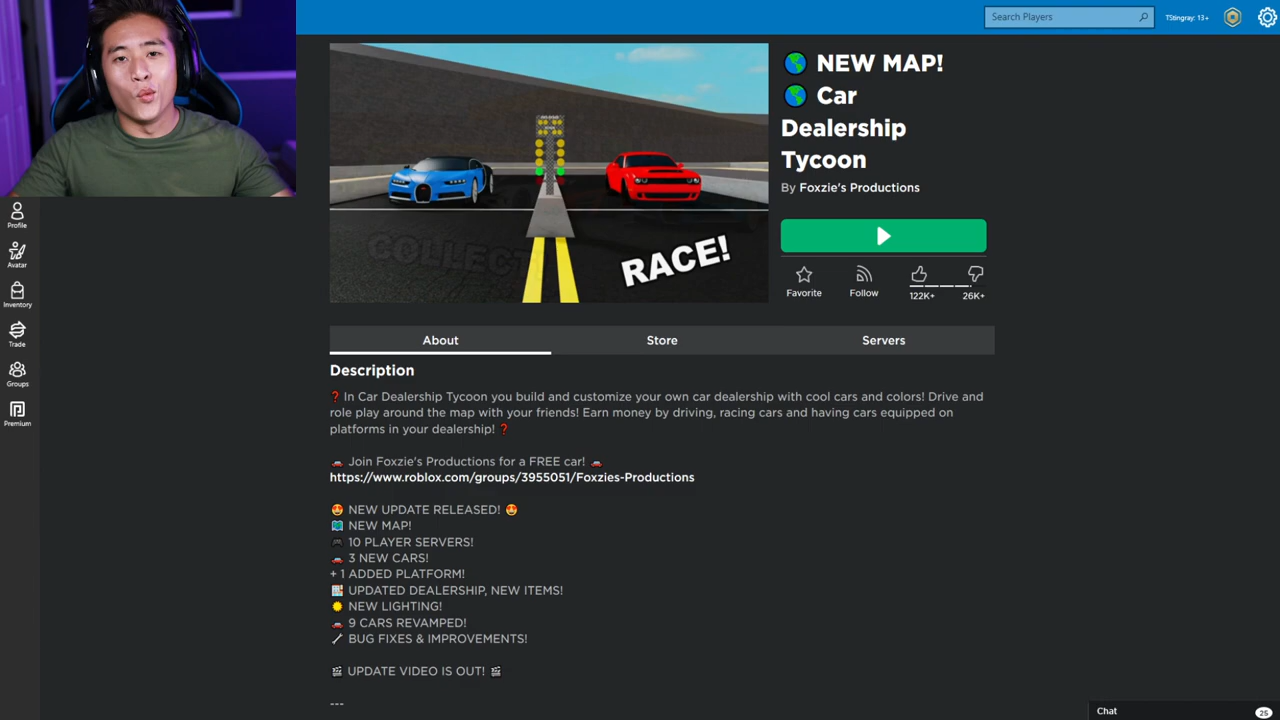 Search Players
TStingray: 13+
Profile
Avatar
Inventory
Trade
Groups
Premium
COLLECT
RACE!
NEW MAP!
Car
Dealership
Tycoon
By Foxzie's Productions
Favorite
Follow
122K+
26K+
About
Store
Servers
Description
❓ In Car Dealership Tycoon you build and customize your own car dealership with cool cars and colors! Drive and
role play around the map with your friends! Earn money by driving, racing cars and having cars equipped on
platforms in your dealership! ❓
🚗 Join Foxzie's Productions for a FREE car! 🚗
https://www.roblox.com/groups/3955051/Foxzies-Productions
😍 NEW UPDATE RELEASED! 😍
🗺️ NEW MAP!
🎮 10 PLAYER SERVERS!
🚗 3 NEW CARS!
+ 1 ADDED PLATFORM!
📑 UPDATED DEALERSHIP, NEW ITEMS!
☀️ NEW LIGHTING!
🚗 9 CARS REVAMPED!
🔧 BUG FIXES & IMPROVEMENTS!
🎬 UPDATE VIDEO IS OUT! 🎬
---
Chat
25